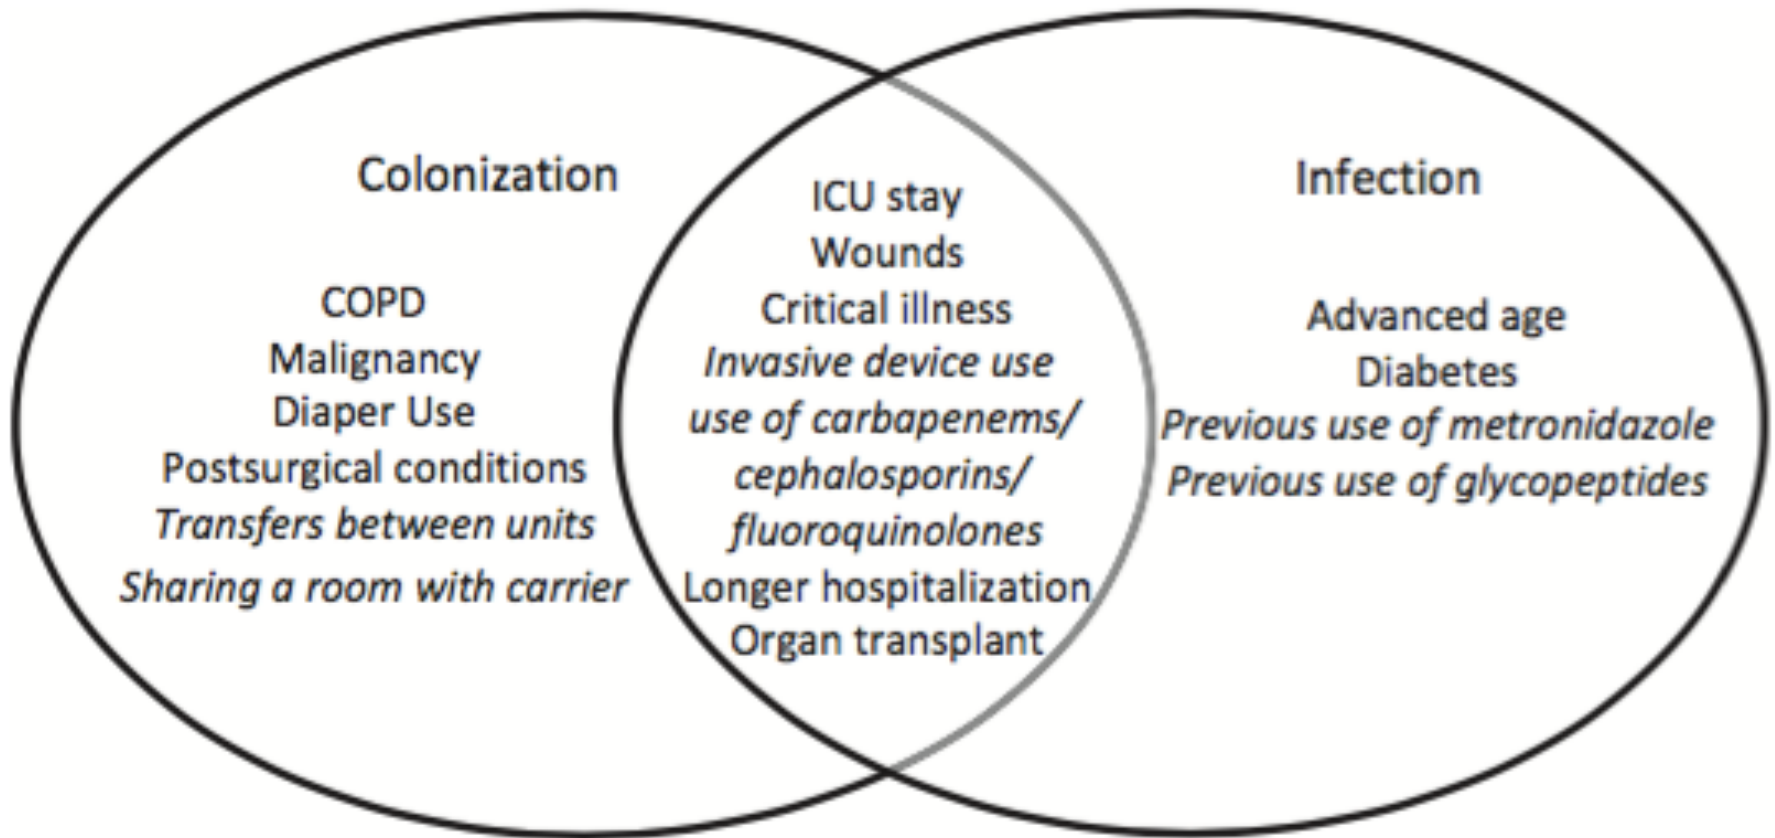 Colonization
COPD
Malignancy
Diaper Use
Postsurgical conditions
Transfers between units
Sharing a room with carrier
ICU stay
Wounds
Critical illness
Invasive device use
use of carbapenems/
cephalosporins/
fluoroquinolones
Longer hospitalization
Organ transplant
Infection
Advanced age
Diabetes
Previous use of metronidazole
Previous use of glycopeptides